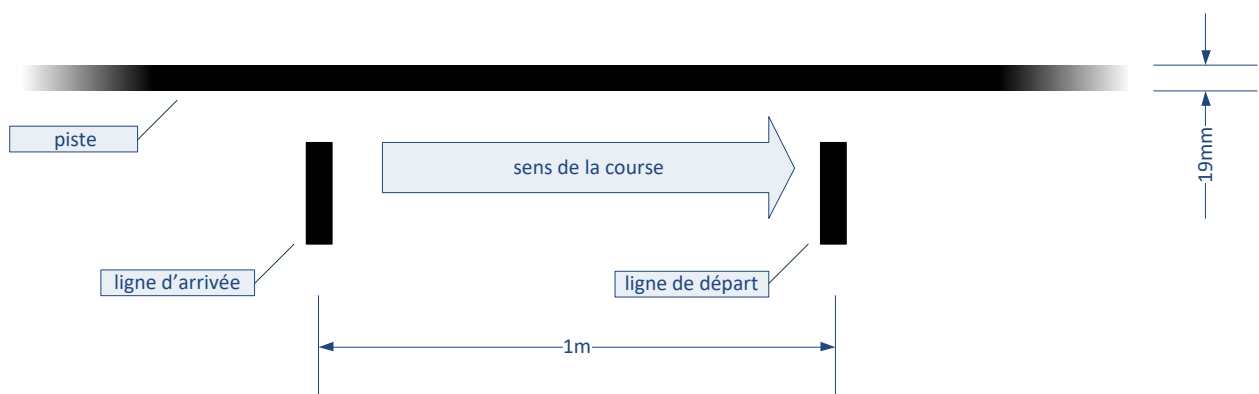 piste
sens de la course
19mm
ligne d’arrivée
ligne de départ
1m